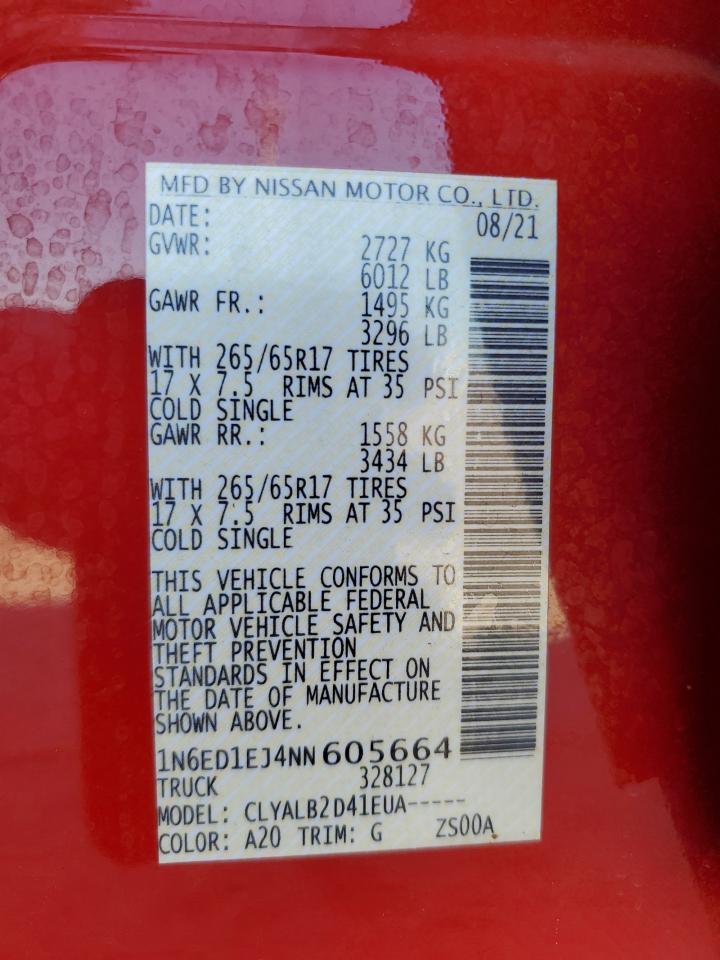 MFD BY NISSAN MOTOR CO., LTD.
DATE: 08/21
GVWR: 2727 KG
6012 LB
GAWR FR.: 1495 KG
3296 LB
WITH 265/65R17 TIRES
17 X 7.5 RIMS AT 35 PSI
COLD SINGLE
GAWR RR.: 1558 KG
3434 LB
WITH 265/65R17 TIRES
17 X 7.5 RIMS AT 35 PSI
COLD SINGLE
THIS VEHICLE CONFORMS TO
ALL APPLICABLE FEDERAL
MOTOR VEHICLE SAFETY AND
THEFT PREVENTION
STANDARDS IN EFFECT ON
THE DATE OF MANUFACTURE
SHOWN ABOVE.
1N6ED1EJ4NN605664
TRUCK 328127
MODEL: CLYALB2D41EUA-----
COLOR: A20 TRIM: G ZS00A